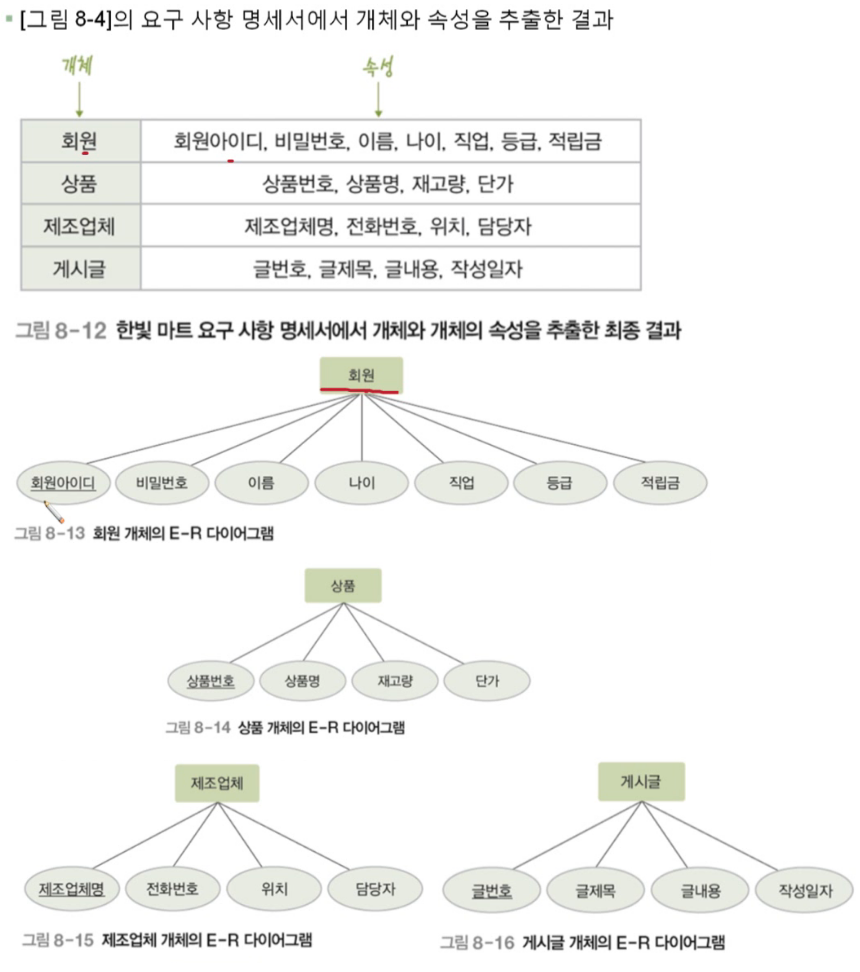 [그림 8-4]의 요구 사항 명세서에서 개체와 속성을 추출한 결과
개체 속성
회원 회원아이디, 비밀번호, 이름, 나이, 직업, 등급, 적립금
상품 상품번호, 상품명, 재고량, 단가
제조업체 제조업체명, 전화번호, 위치, 담당자
게시글 글번호, 글제목, 글내용, 작성일자
그림 8-12 한빛 마트 요구 사항 명세서에서 개체와 개체의 속성을 추출한 최종 결과
회원
회원아이디 비밀번호 이름 나이 직업 등급 적립금
그림 8-13 회원 개체의 E-R 다이어그램
상품
상품번호 상품명 재고량 단가
그림 8-14 상품 개체의 E-R 다이어그램
제조업체
제조업체명 전화번호 위치 담당자
그림 8-15 제조업체 개체의 E-R 다이어그램
게시글
글번호 글제목 글내용 작성일자
그림 8-16 게시글 개체의 E-R 다이어그램